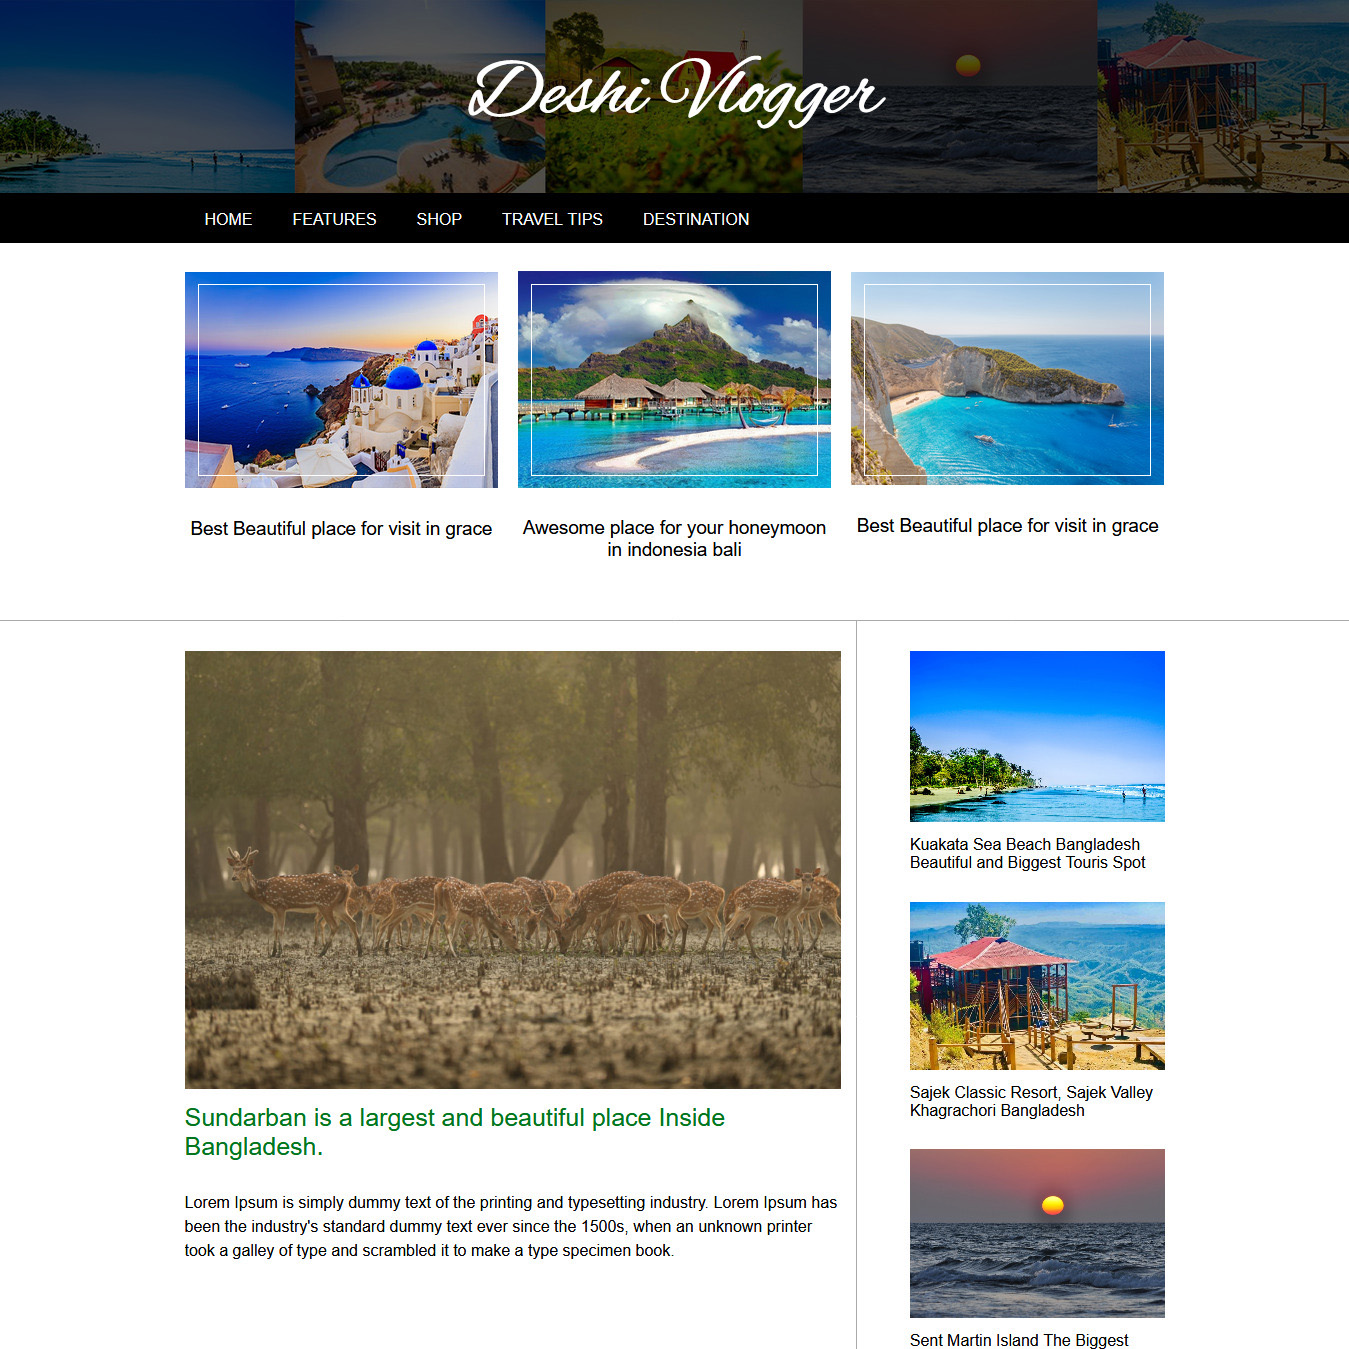 Deshi Vlogger
HOME FEATURES SHOP TRAVEL TIPS DESTINATION
Best Beautiful place for visit in grace
Awesome place for your honeymoon
in indonesia bali
Best Beautiful place for visit in grace
Sundarban is a largest and beautiful place Inside
Bangladesh.
Lorem Ipsum is simply dummy text of the printing and typesetting industry. Lorem Ipsum has
been the industry's standard dummy text ever since the 1500s, when an unknown printer
took a galley of type and scrambled it to make a type specimen book.
Kuakata Sea Beach Bangladesh
Beautiful and Biggest Touris Spot
Sajek Classic Resort, Sajek Valley
Khagrachori Bangladesh
Sent Martin Island The Biggest